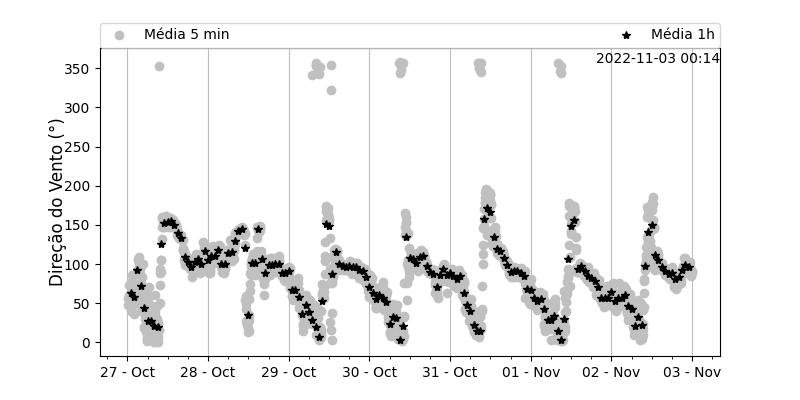 Média 5 min
Média 1h
2022-11-03 00:14
Direção do Vento (°)
350
300
250
200
150
100
50
0
27 - Oct
28 - Oct
29 - Oct
30 - Oct
31 - Oct
01 - Nov
02 - Nov
03 - Nov